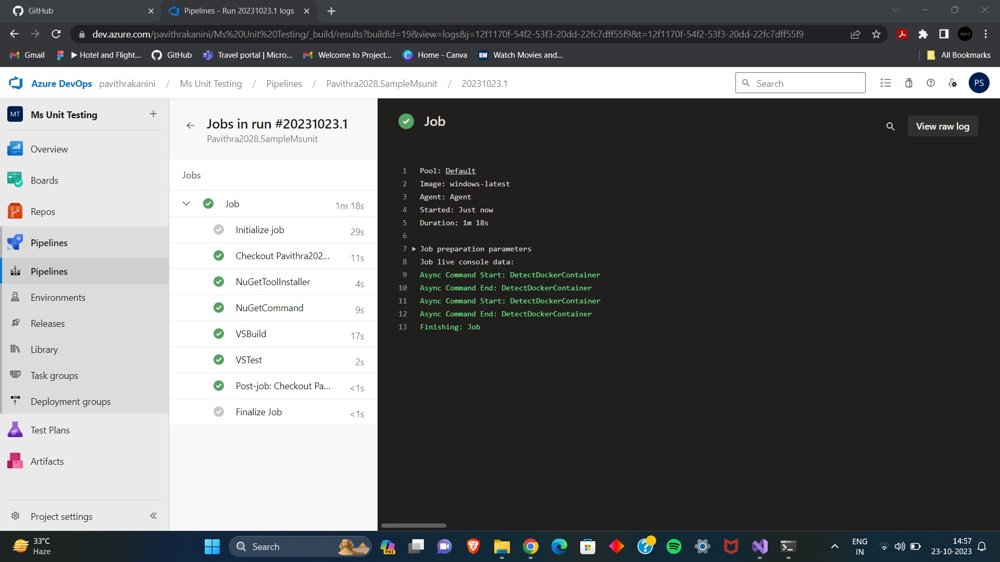 GitHub
Pipelines - Run 20231023.1 logs
dev.azure.com/pavithrakanini/Ms%20Unit%20Testing/_build/results?buildId=19&view=logs&j=12f1170f-54f2-53f3-20dd-22fc7dff55f9&t=12f1170f-54f2-53f3-20dd-22fc7dff55f9
PAVI
Gmail
▶ Hotel and Flight...
GitHub
Travel portal | Micro...
Welcome to Project...
Home - Canva
BW Watch Movies and...
All Bookmarks
Azure DevOps pavithrakanini / Ms Unit Testing / Pipelines / Pavithra2028.SampleMsunit / 20231023.1
Search
PS
MT Ms Unit Testing
Overview
Boards
Repos
Pipelines
Pipelines
Environments
Releases
Library
Task groups
Deployment groups
Test Plans
Artifacts
Project settings
Jobs in run #20231023.1
Pavithra2028.SampleMsunit
Jobs
Job 1m 18s
Initialize job 29s
Checkout Pavithra202... 11s
NuGetToolInstaller 4s
NuGetCommand 9s
VSBuild 17s
VSTest 2s
Post-job: Checkout Pa... <1s
Finalize Job <1s
Job
View raw log
1 Pool: Default
2 Image: windows-latest
3 Agent: Agent
4 Started: Just now
5 Duration: 1m 18s
6
7 ▶ Job preparation parameters
8 Job live console data:
9 Async Command Start: DetectDockerContainer
10 Async Command End: DetectDockerContainer
11 Async Command Start: DetectDockerContainer
12 Async Command End: DetectDockerContainer
13 Finishing: Job
33°C
Haze
Search
PRE
ENG
IN
14:57
23-10-2023